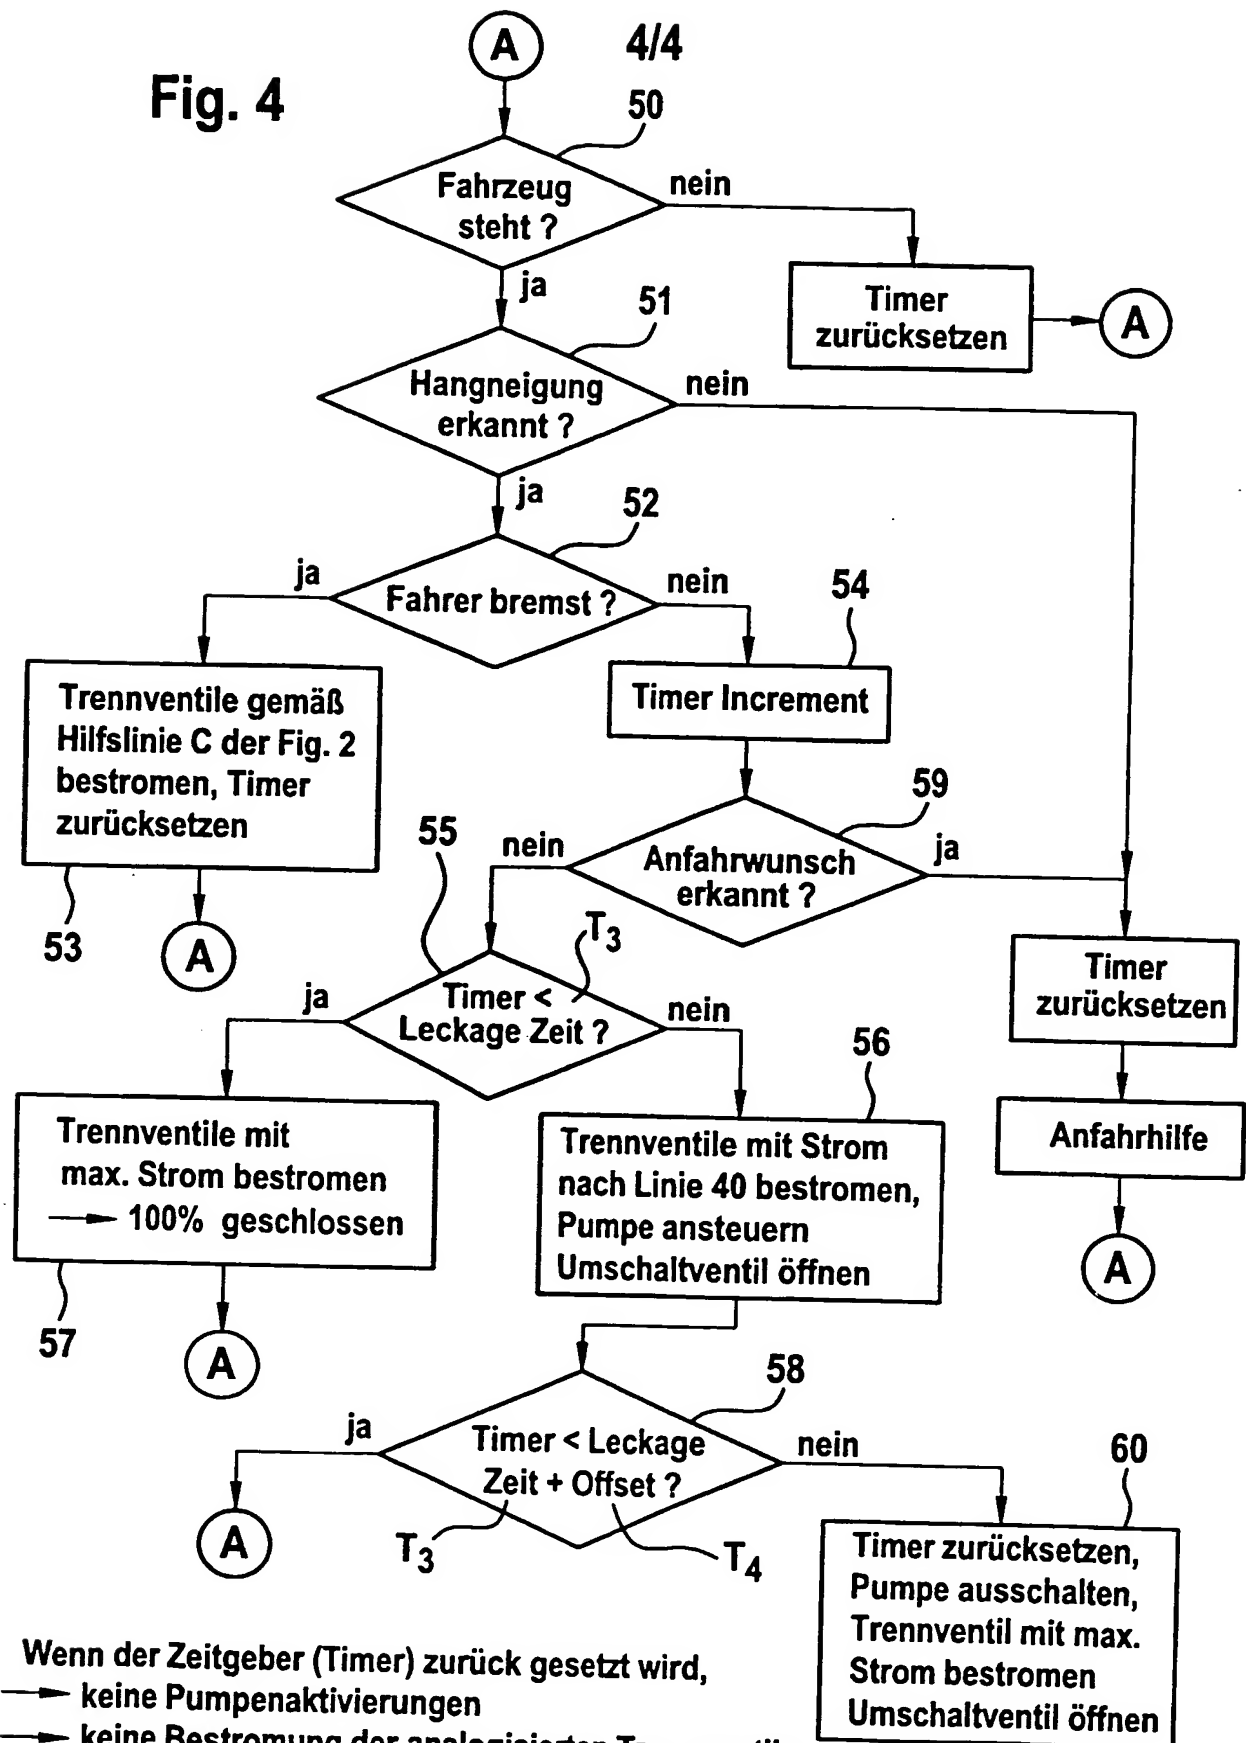 A
4/4
Fig. 4
50
Fahrzeug
steht ?
nein
ja
Timer
zurücksetzen
A
51
Hangneigung
erkannt ?
nein
ja
52
Fahrer bremst ?
ja
nein
54
Trennventile gemäß
Hilfslinie C der Fig. 2
bestromen, Timer
zurücksetzen
53
A
Timer Increment
59
Anfahrwunsch
erkannt ?
nein
ja
55
T3
Timer <
Leckage Zeit ?
ja
nein
Timer
zurücksetzen
Anfahrhilfe
A
56
Trennventile mit
max. Strom bestromen
→ 100% geschlossen
57
A
Trennventile mit Strom
nach Linie 40 bestromen,
Pumpe ansteuern
Umschaltventil öffnen
58
Timer < Leckage
Zeit + Offset ?
ja
nein
A
T3
T4
60
Timer zurücksetzen,
Pumpe ausschalten,
Trennventil mit max.
Strom bestromen
Umschaltventil öffnen
Wenn der Zeitgeber (Timer) zurück gesetzt wird,
→ keine Pumpenaktivierungen
→ keine Bestromung der analogisierten